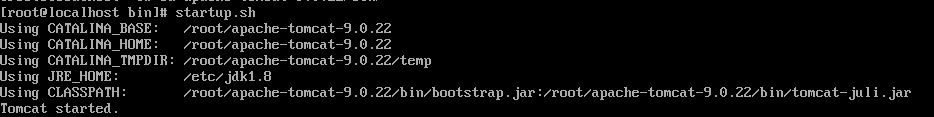 [root@localhost bin]# startup.sh
Using CATALINA_BASE:   /root/apache-tomcat-9.0.22
Using CATALINA_HOME:   /root/apache-tomcat-9.0.22
Using CATALINA_TMPDIR: /root/apache-tomcat-9.0.22/temp
Using JRE_HOME:        /etc/jdk1.8
Using CLASSPATH:       /root/apache-tomcat-9.0.22/bin/bootstrap.jar:/root/apache-tomcat-9.0.22/bin/tomcat-juli.jar
Tomcat started.